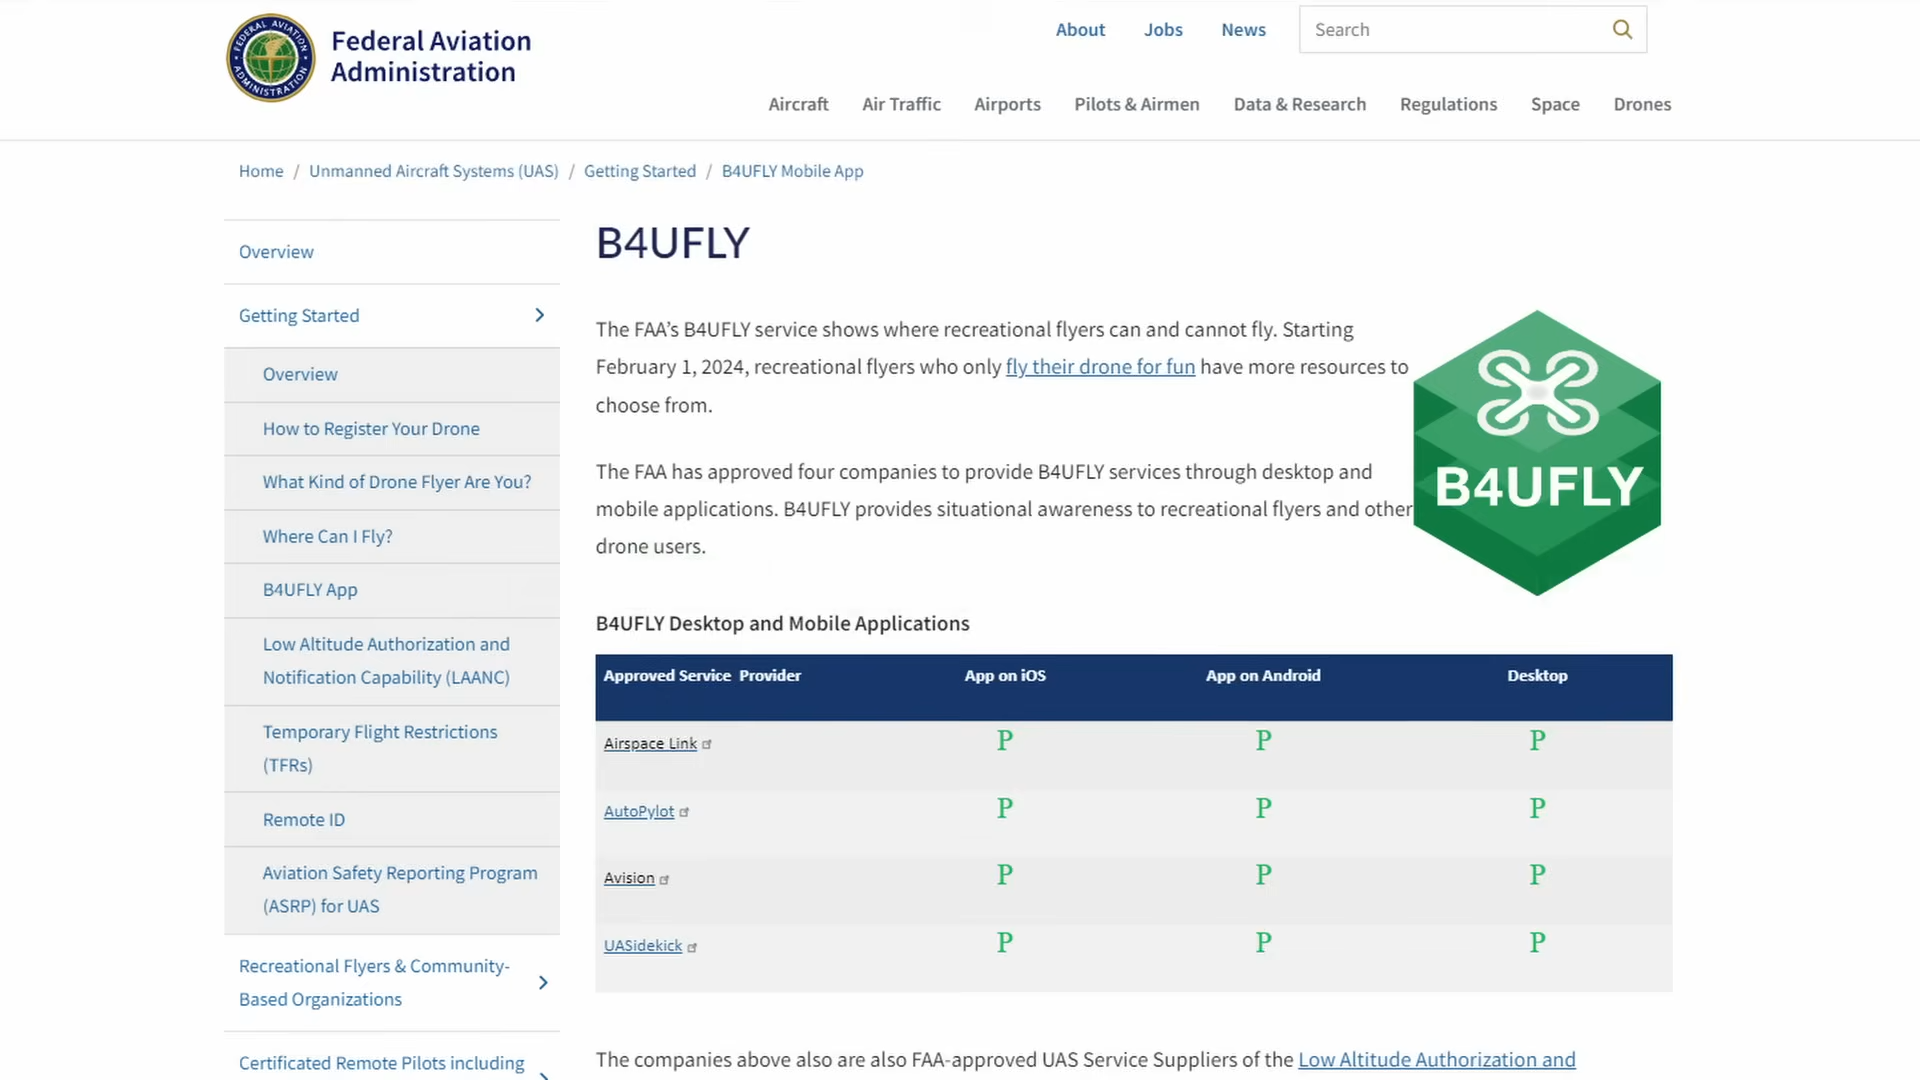 FEDERAL AVIATION
ADMINISTRATION
Federal Aviation
Administration
About
Jobs
News
Search
Aircraft
Air Traffic
Airports
Pilots & Airmen
Data & Research
Regulations
Space
Drones
Home / Unmanned Aircraft Systems (UAS) / Getting Started / B4UFLY Mobile App
Overview
Getting Started
Overview
How to Register Your Drone
What Kind of Drone Flyer Are You?
Where Can I Fly?
B4UFLY App
Low Altitude Authorization and
Notification Capability (LAANC)
Temporary Flight Restrictions
(TFRs)
Remote ID
Aviation Safety Reporting Program
(ASRP) for UAS
Recreational Flyers & Community-
Based Organizations
Certificated Remote Pilots including
B4UFLY
The FAA’s B4UFLY service shows where recreational flyers can and cannot fly. Starting
February 1, 2024, recreational flyers who only fly their drone for fun have more resources to
choose from.
The FAA has approved four companies to provide B4UFLY services through desktop and
mobile applications. B4UFLY provides situational awareness to recreational flyers and other
drone users.
B4UFLY
B4UFLY Desktop and Mobile Applications
Approved Service Provider App on iOS App on Android Desktop
Airspace Link P P P
AutoPylot P P P
Avision P P P
UASidekick P P P
The companies above also are also FAA-approved UAS Service Suppliers of the Low Altitude Authorization and